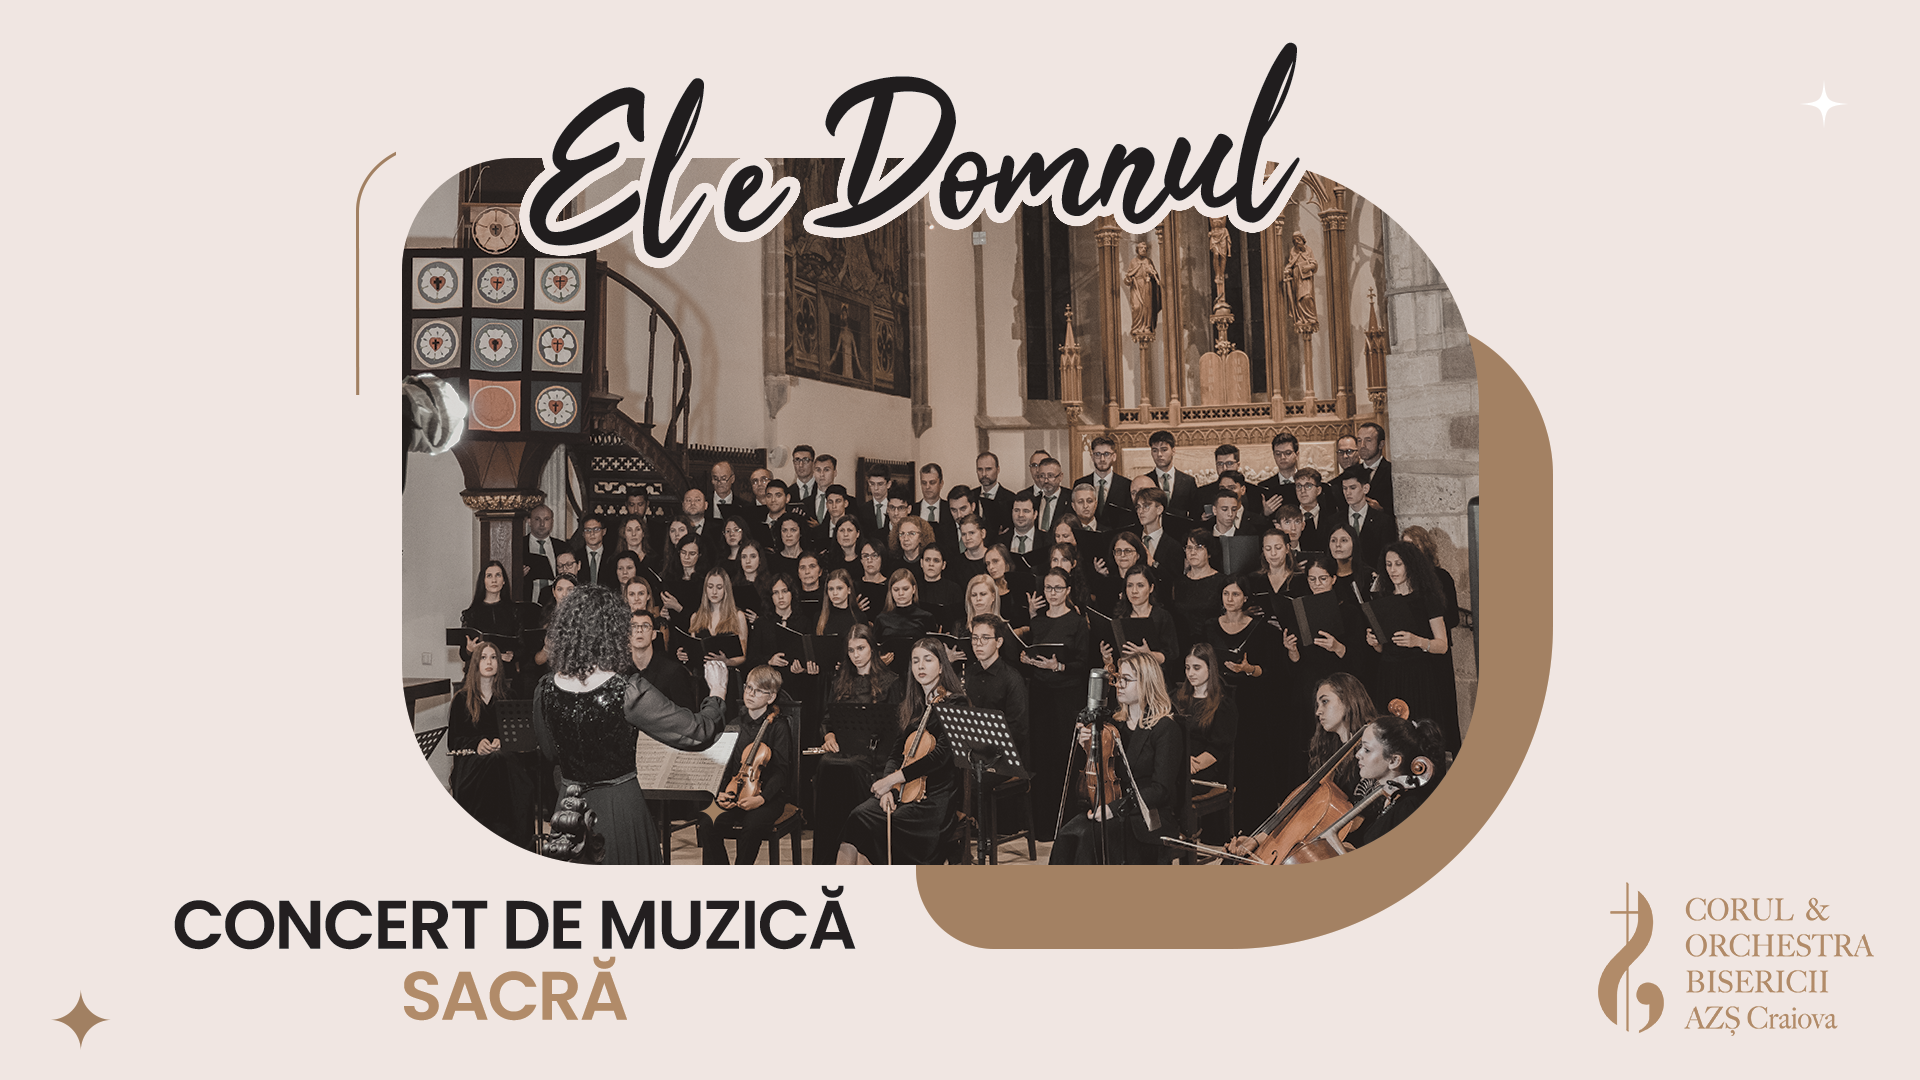 El e Domnul
CONCERT DE MUZICĂ
SACRĂ
CORUL &
ORCHESTRA
BISERICII
AZȘ Craiova